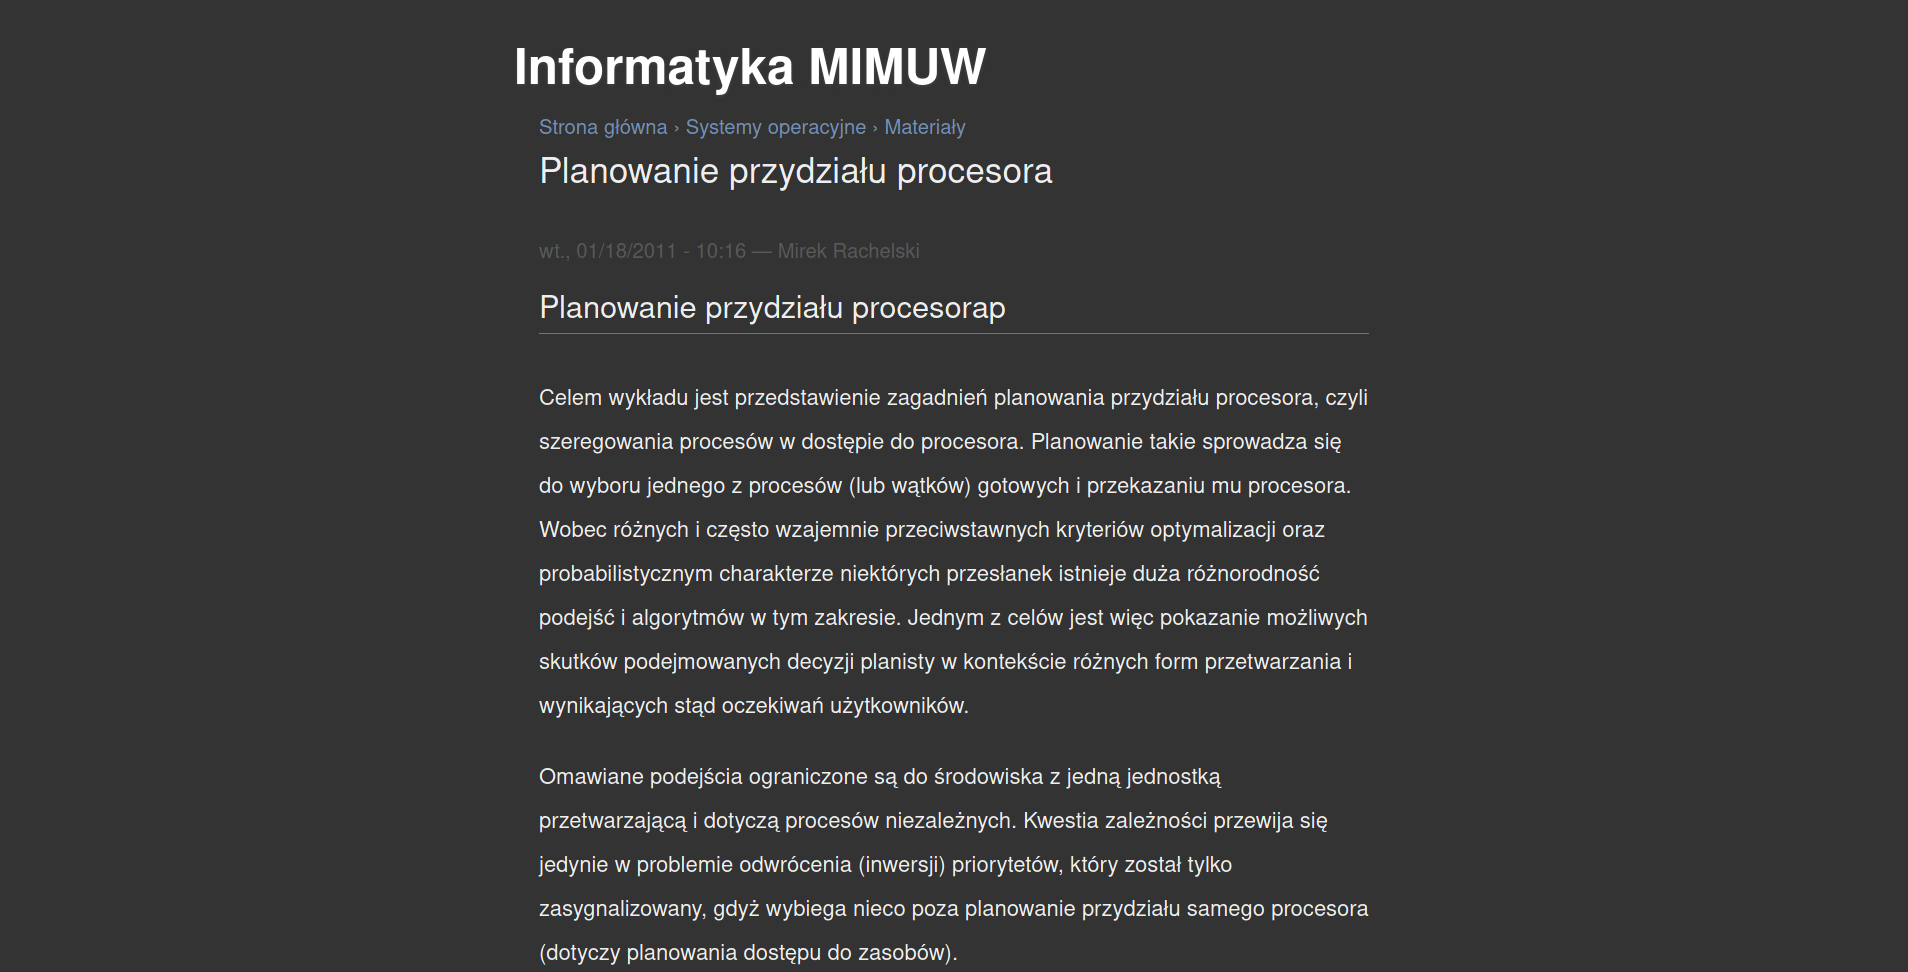 Informatyka MIMUW
Strona główna › Systemy operacyjne › Materiały
Planowanie przydziału procesora
wt., 01/18/2011 - 10:16 — Mirek Rachelski
Planowanie przydziału procesorap
Celem wykładu jest przedstawienie zagadnień planowania przydziału procesora, czyli
szeregowania procesów w dostępie do procesora. Planowanie takie sprowadza się
do wyboru jednego z procesów (lub wątków) gotowych i przekazaniu mu procesora.
Wobec różnych i często wzajemnie przeciwstawnych kryteriów optymalizacji oraz
probabilistycznym charakterze niektórych przesłanek istnieje duża różnorodność
podejść i algorytmów w tym zakresie. Jednym z celów jest więc pokazanie możliwych
skutków podejmowanych decyzji planisty w kontekście różnych form przetwarzania i
wynikających stąd oczekiwań użytkowników.
Omawiane podejścia ograniczone są do środowiska z jedną jednostką
przetwarzającą i dotyczą procesów niezależnych. Kwestia zależności przewija się
jedynie w problemie odwrócenia (inwersji) priorytetów, który został tylko
zasygnalizowany, gdyż wybiega nieco poza planowanie przydziału samego procesora
(dotyczy planowania dostępu do zasobów).